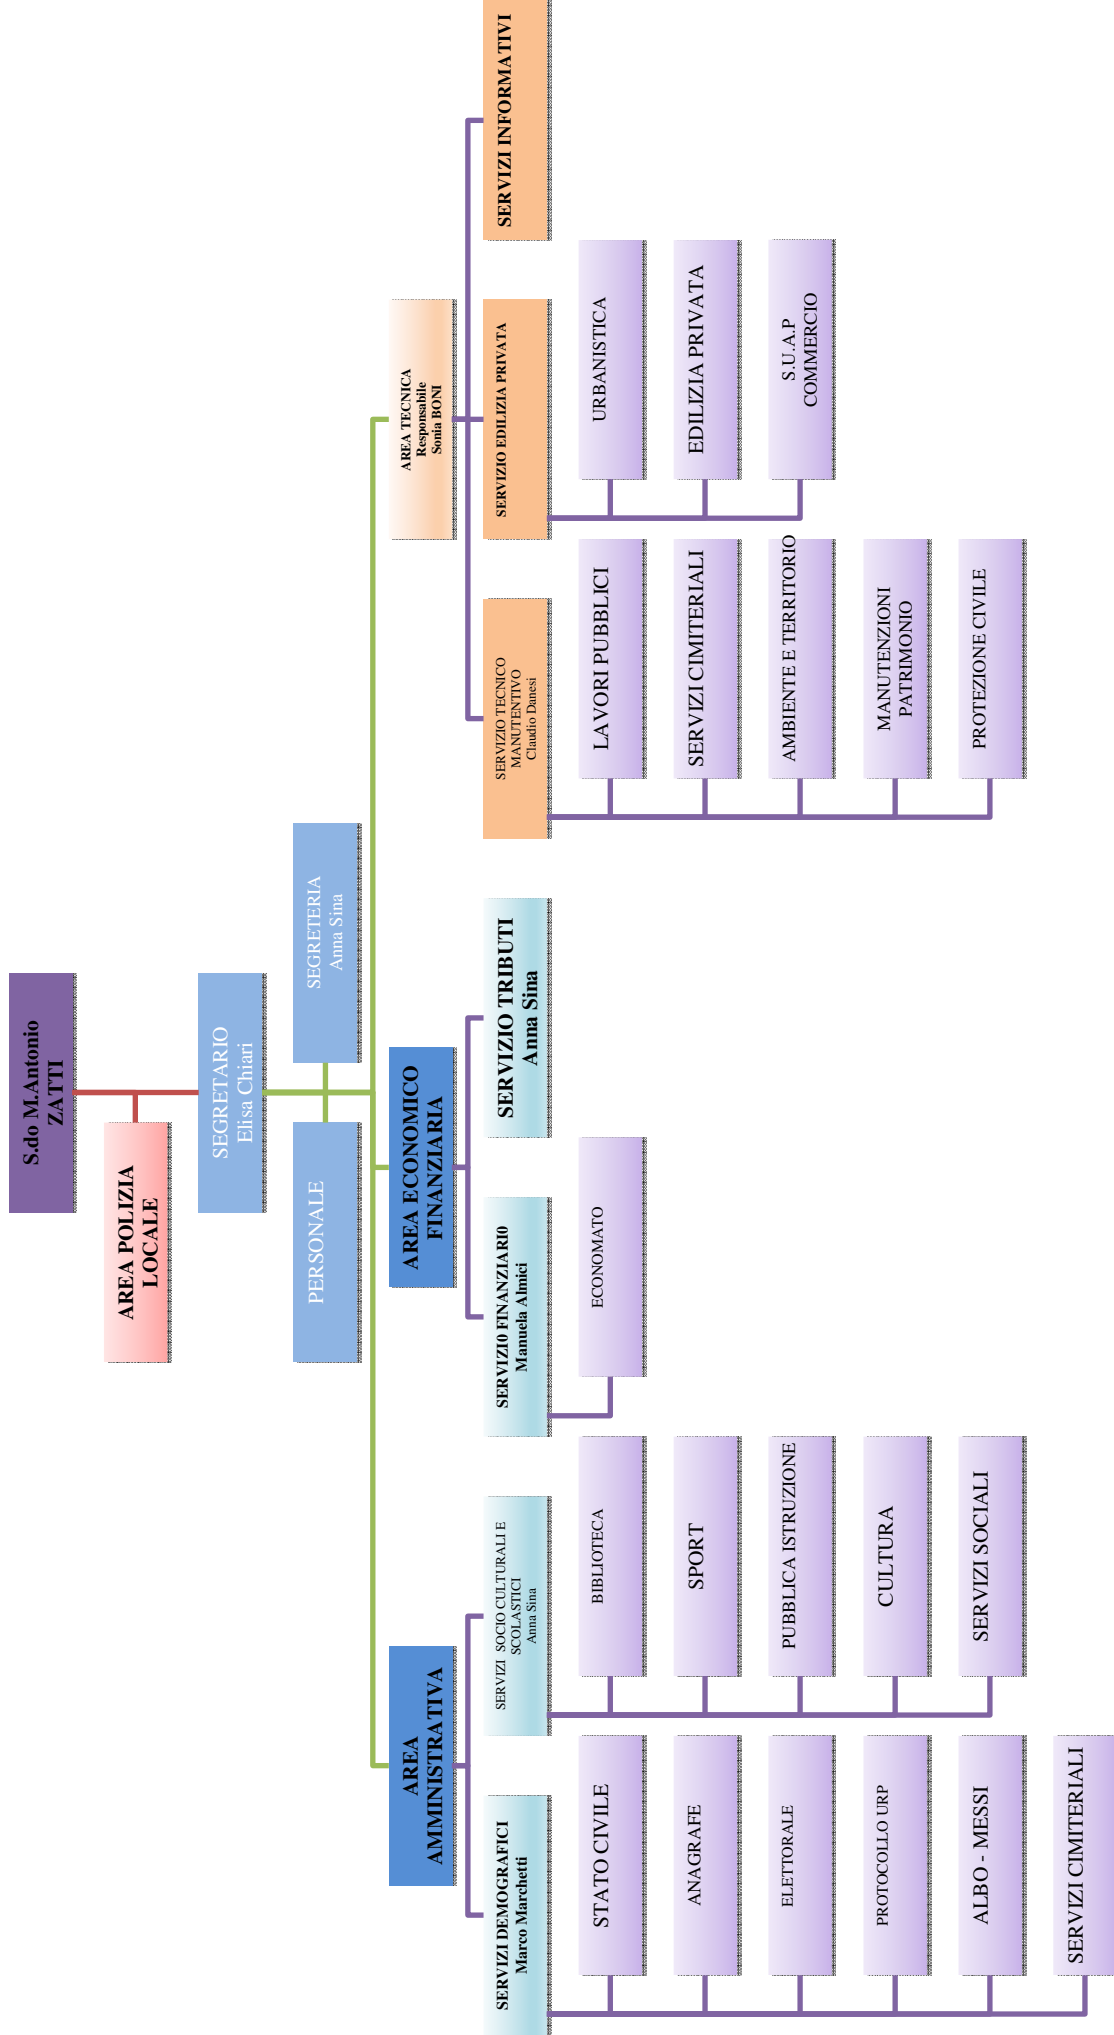 S.do M.Antonio
ZATTI
AREA POLIZIA
LOCALE
SEGRETARIO
Elisa Chiari
PERSONALE
SEGRETERIA
Anna Sina
AREA
AMMINISTRATIVA
AREA ECONOMICO
FINANZIARIA
AREA TECNICA
Responsabile
Sonia BONI
SERVIZI DEMOGRAFICI
Marco Marchetti
STATO CIVILE
ANAGRAFE
ELETTORALE
PROTOCOLLO URP
ALBO - MESSI
SERVIZI CIMITERIALI
SERVIZI SOCIO CULTURALI E
SCOLASTICI
Anna Sina
BIBLIOTECA
SPORT
PUBBLICA ISTRUZIONE
CULTURA
SERVIZI SOCIALI
SERVIZI0 FINANZIARI0
Manuela Almici
ECONOMATO
SERVIZIO TRIBUTI
Anna Sina
SERVIZIO TECNICO
MANUTENTIVO
Claudio Danesi
LAVORI PUBBLICI
SERVIZI CIMITERIALI
AMBIENTE E TERRITORIO
MANUTENZIONI
PATRIMONIO
PROTEZIONE CIVILE
SERVIZIO EDILIZIA PRIVATA
URBANISTICA
EDILIZIA PRIVATA
S.U.A.P
COMMERCIO
SERVIZI INFORMATIVI